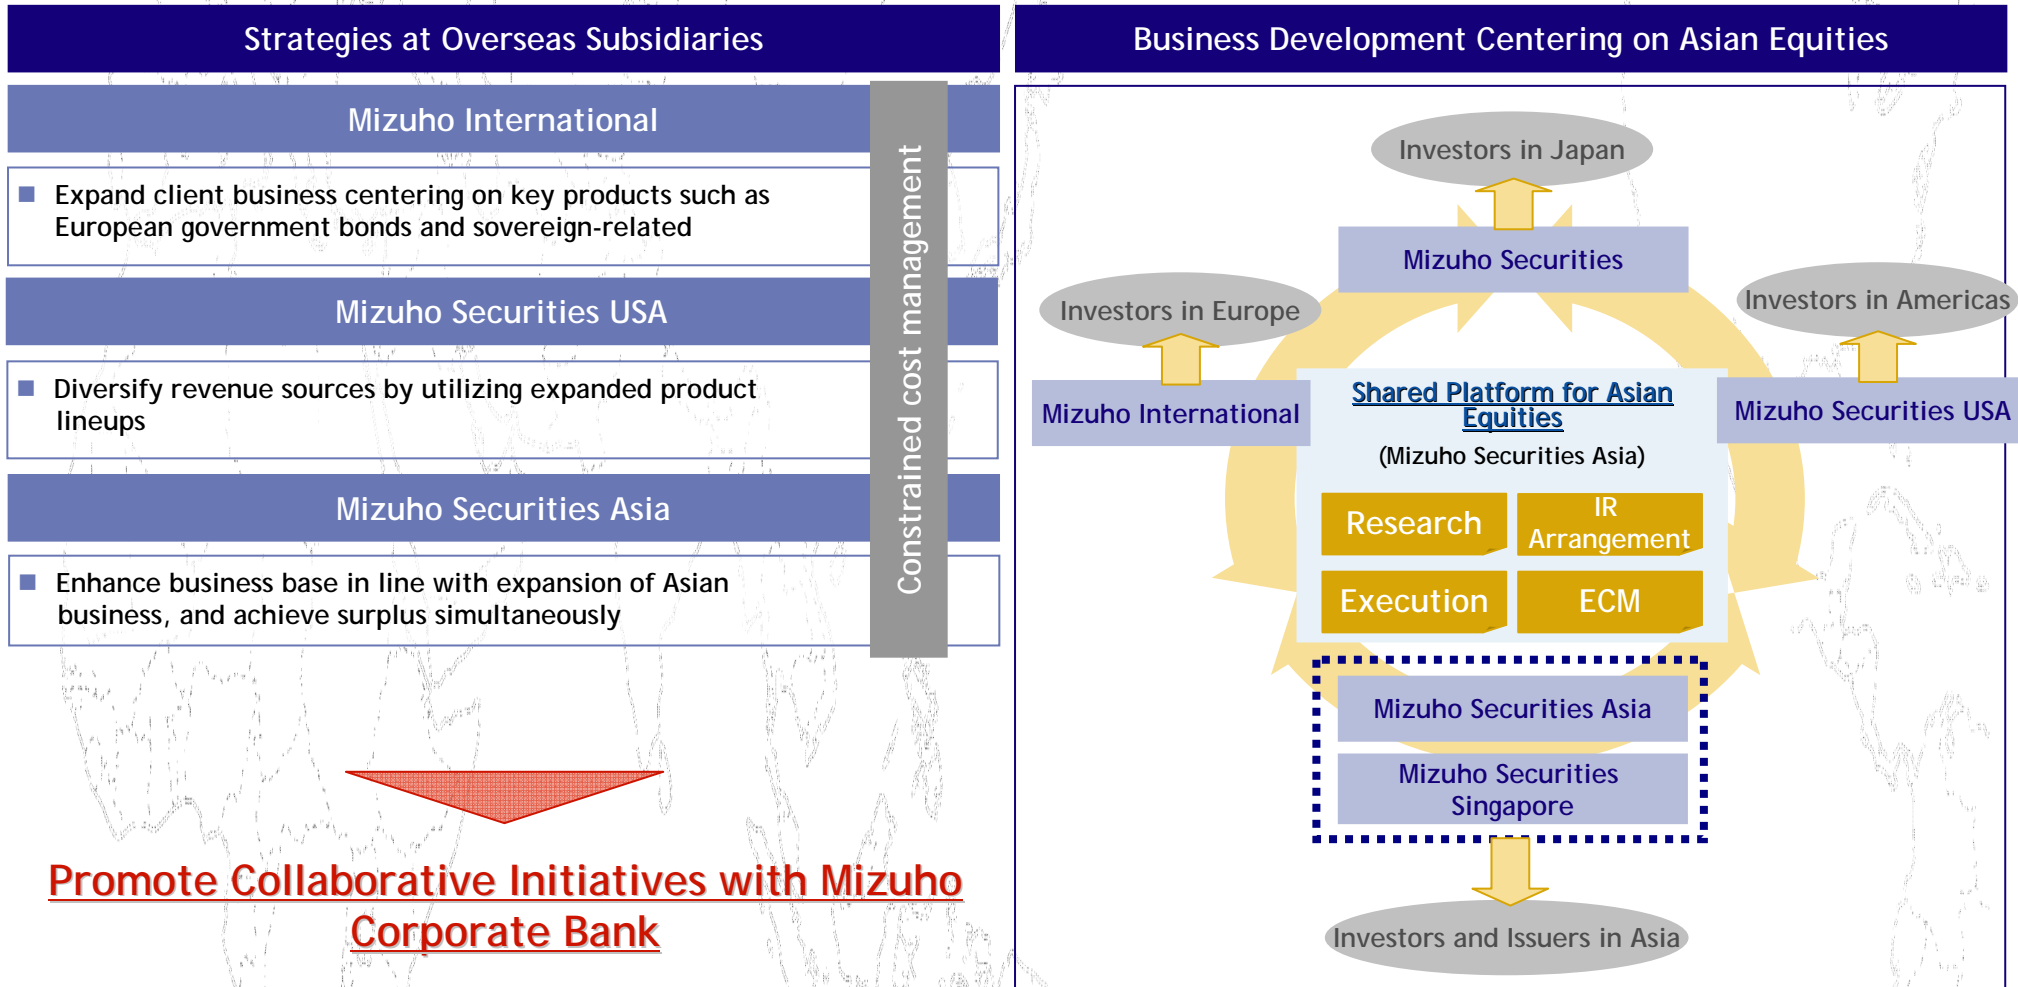 Strategies at Overseas Subsidiaries
Mizuho International
Expand client business centering on key products such as
European government bonds and sovereign-related
Mizuho Securities USA
Diversify revenue sources by utilizing expanded product
lineups
Mizuho Securities Asia
Enhance business base in line with expansion of Asian
business, and achieve surplus simultaneously
Constrained cost management
Promote Collaborative Initiatives with Mizuho
Corporate Bank
Business Development Centering on Asian Equities
Investors in Japan
Mizuho Securities
Investors in Europe
Investors in Americas
Mizuho International
Mizuho Securities USA
Shared Platform for Asian
Equities
(Mizuho Securities Asia)
Research
IR
Arrangement
Execution
ECM
Mizuho Securities Asia
Mizuho Securities
Singapore
Investors and Issuers in Asia